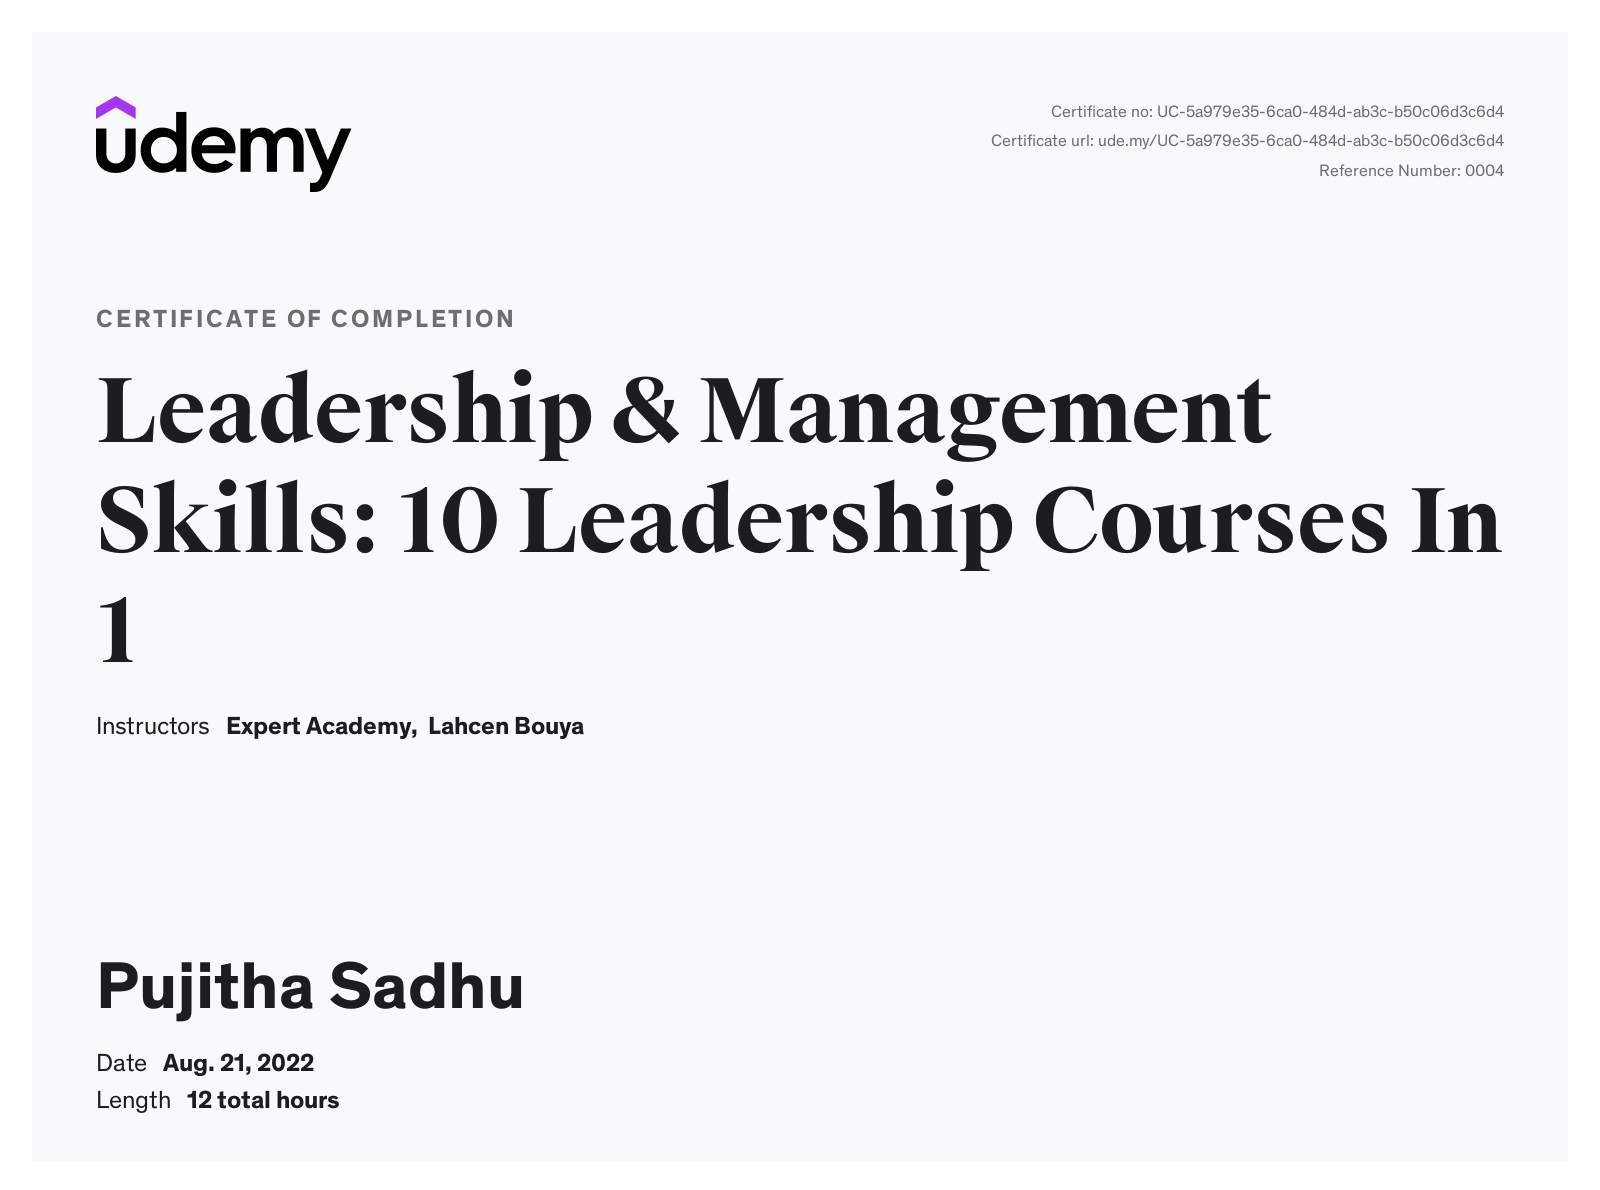 udemy
Certificate no: UC-5a979e35-6ca0-484d-ab3c-b50c06d3c6d4
Certificate url: ude.my/UC-5a979e35-6ca0-484d-ab3c-b50c06d3c6d4
Reference Number: 0004
CERTIFICATE OF COMPLETION
Leadership & Management
Skills: 10 Leadership Courses In
1
Instructors Expert Academy, Lahcen Bouya
Pujitha Sadhu
Date Aug. 21, 2022
Length 12 total hours